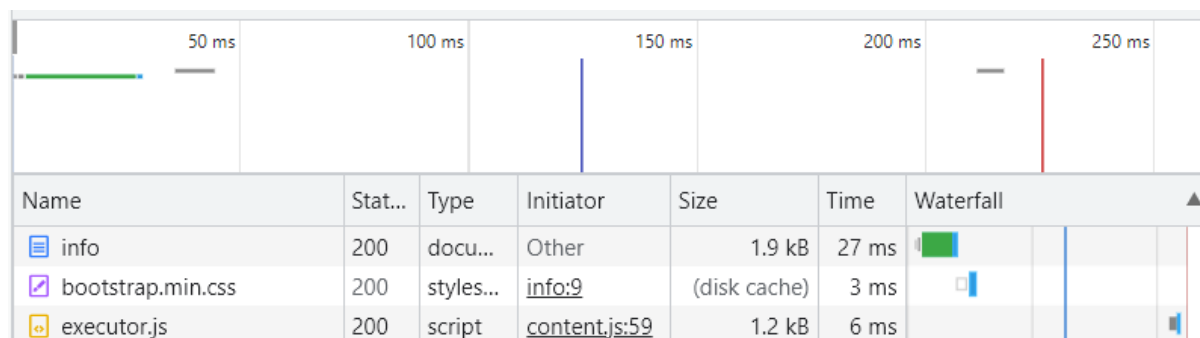 50 ms 100 ms 150 ms 200 ms 250 ms
Name Stat... Type Initiator Size Time Waterfall
info 200 docu... Other 1.9 kB 27 ms
bootstrap.min.css 200 styles... info:9 (disk cache) 3 ms
executor.js 200 script content.js:59 1.2 kB 6 ms